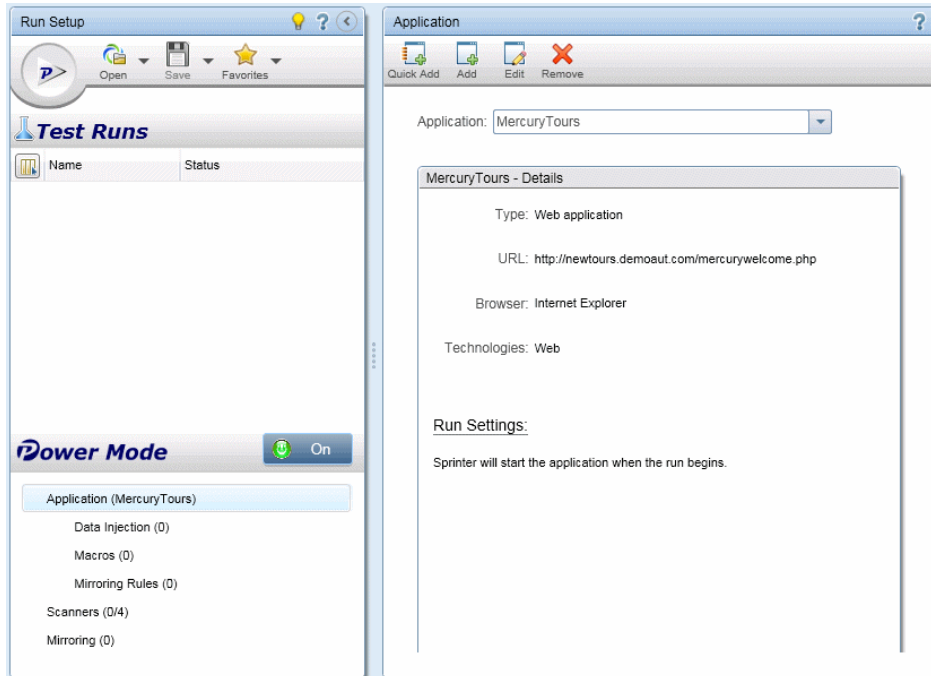 Run Setup
Open
Save
Favorites
Test Runs
Name Status
Power Mode
On
Application (MercuryTours)
Data Injection (0)
Macros (0)
Mirroring Rules (0)
Scanners (0/4)
Mirroring (0)
Application
Quick Add
Add
Edit
Remove
Application: MercuryTours
MercuryTours - Details
Type: Web application
URL: http://newtours.demoaut.com/mercurywelcome.php
Browser: Internet Explorer
Technologies: Web
Run Settings:
Sprinter will start the application when the run begins.